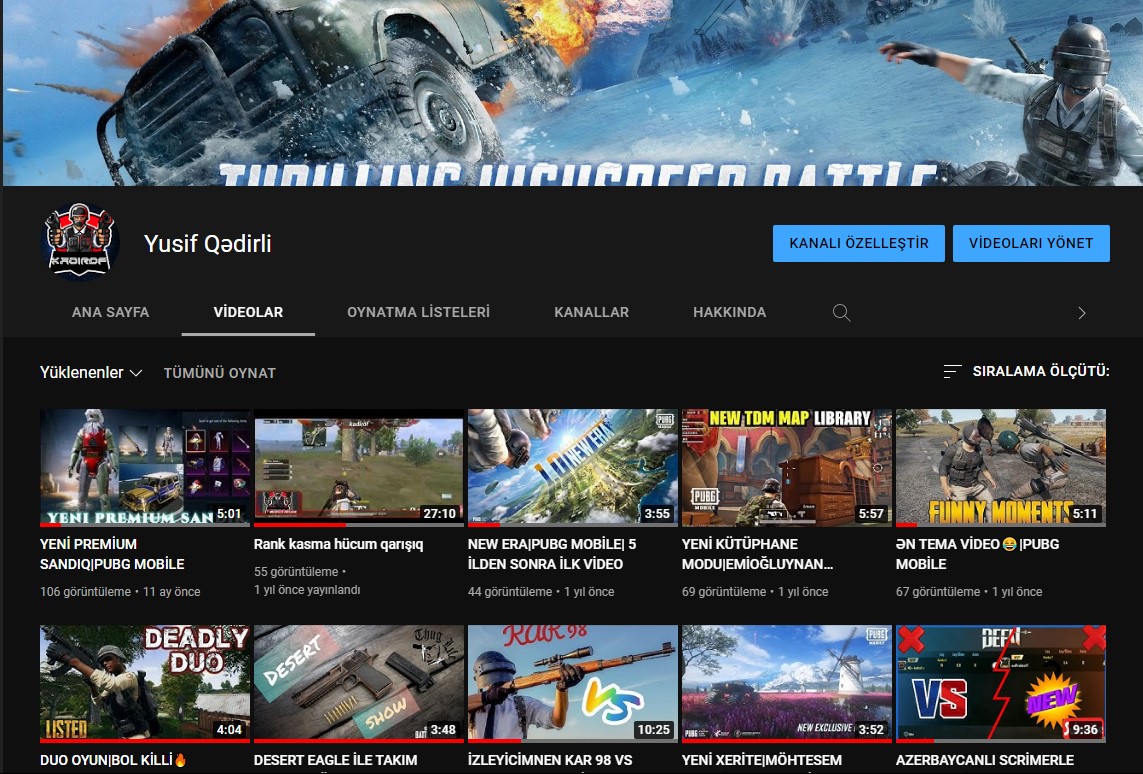 THRILLING HIGHSPEED BATTLE
KADIROF
Yusif Qədirli
KANALI ÖZELLEŞTİR
VİDEOLARI YÖNET
ANA SAYFA
VİDEOLAR
OYNATMA LİSTELERİ
KANALLAR
HAKKINDA
Yüklenenler
TÜMÜNÜ OYNAT
SIRALAMA ÖLÇÜTÜ:
YENİ PREMIUM SAN
5:01
kadirof
27:10
NEW ERA
PUBG
3:55
NEW TDM MAP LIBRARY
PUBG
MOBILE
5:57
FUNNY MOMENTS
5:11
YENİ PREMİUM
SANDIQ|PUBG MOBİLE
106 görüntüleme • 11 ay önce
Rank kasma hücum qarışıq
55 görüntüleme •
1 yıl önce yayınlandı
NEW ERA|PUBG MOBİLE| 5
İLDEN SONRA İLK VİDEO
44 görüntüleme • 1 yıl önce
YENİ KÜTÜPHANE
MODU|EMİOĞLUYNAN...
69 görüntüleme • 1 yıl önce
ƏN TEMA VİDEO😂|PUBG
MOBİLE
67 görüntüleme • 1 yıl önce
DEADLY
DUO
LISTED
4:04
DESERT
Thug Life
SHOW
3:48
KAR 98
VS
10:25
PUBG
NEW EXCLUSIVE
3:52
VS
NEW
9:36
DUO OYUN|BOL KİLLİ🔥
DESERT EAGLE İLE TAKIM
İZLEYİCİMNEN KAR 98 VS
YENİ XERİTE|MÖHTESEM
AZERBAYCANLI SCRİMERLE